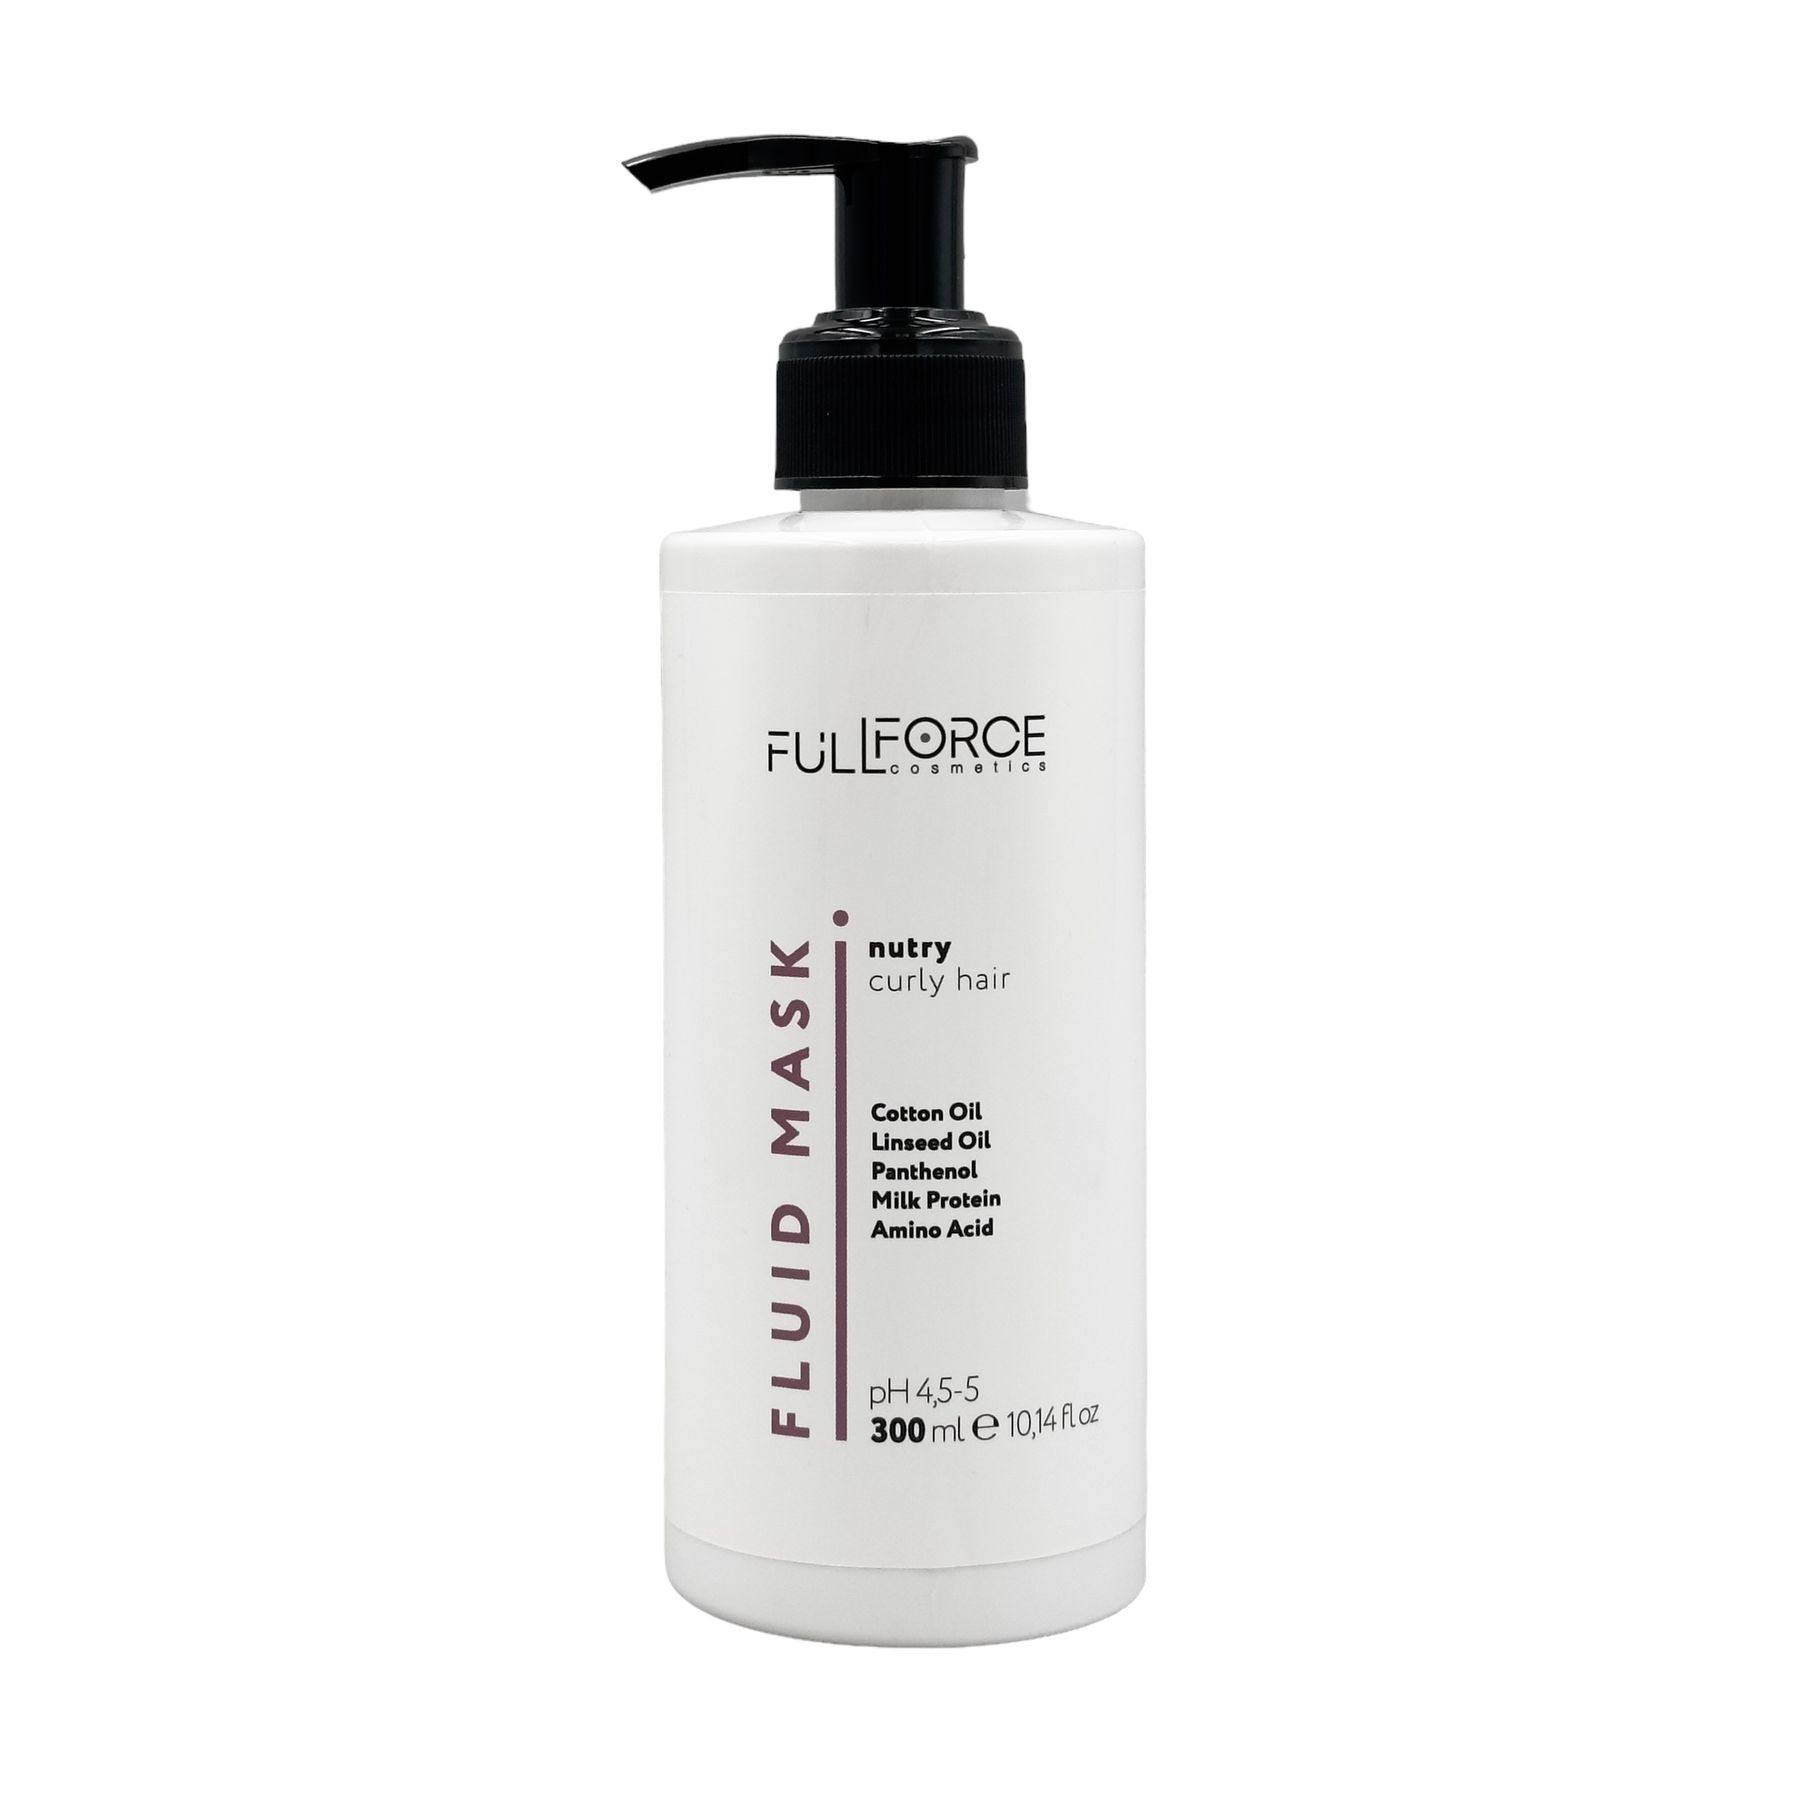 FULLFORCE
cosmetics
FLUID MASK
nutry
curly hair
Cotton Oil
Linseed Oil
Panthenol
Milk Protein
Amino Acid
pH 4,5-5
300 ml ℮ 10,14 fl oz